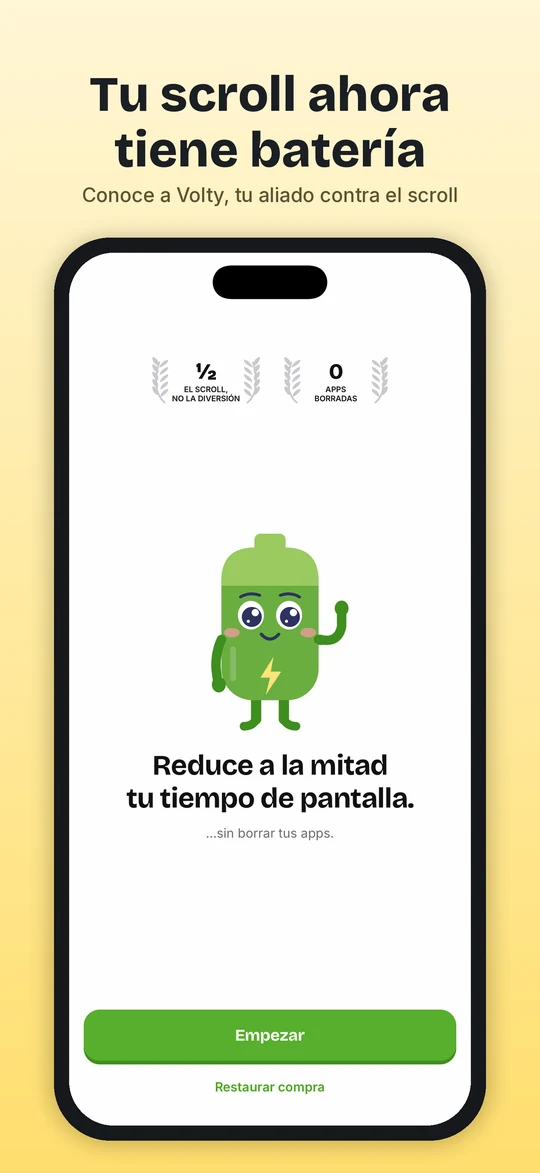 Tu scroll ahora
tiene batería
Conoce a Volty, tu aliado contra el scroll
½
EL SCROLL,
NO LA DIVERSIÓN
0
APPS
BORRADAS
Reduce a la mitad
tu tiempo de pantalla.
...sin borrar tus apps.
Empezar
Restaurar compra